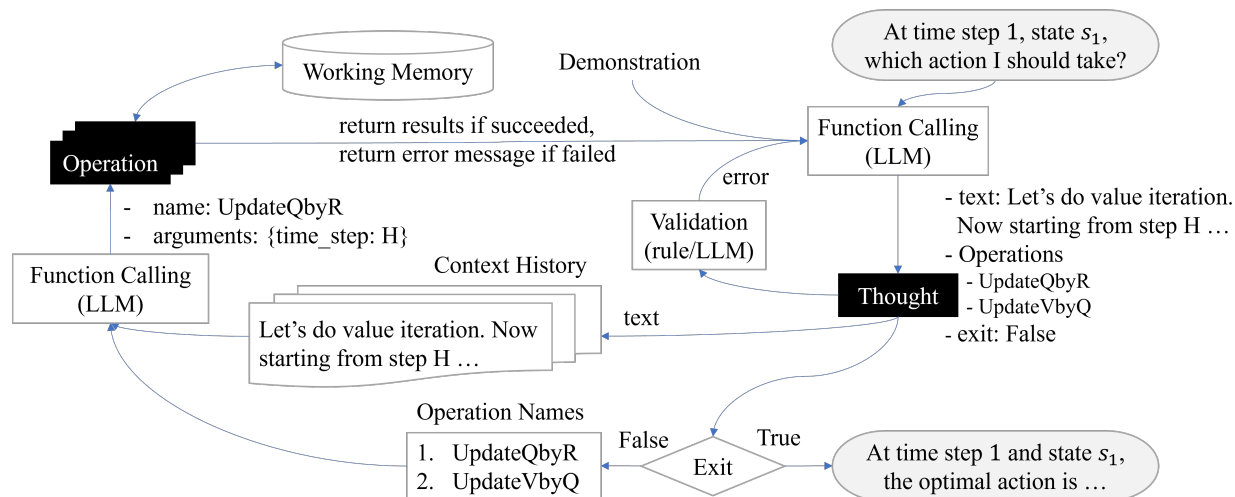 At time step 1, state s₁,
which action I should take?
Working Memory
Demonstration
Function Calling
(LLM)
return results if succeeded,
return error message if failed
Operation
error
- name: UpdateQbyR
- arguments: {time_step: H}
Validation
(rule/LLM)
- text: Let's do value iteration.
Now starting from step H ...
- Operations
- UpdateQbyR
- UpdateVbyQ
- exit: False
Function Calling
(LLM)
Context History
Thought
text
Let's do value iteration. Now
starting from step H ...
Operation Names
1. UpdateQbyR
2. UpdateVbyQ
False
Exit
True
At time step 1 and state s₁,
the optimal action is ...